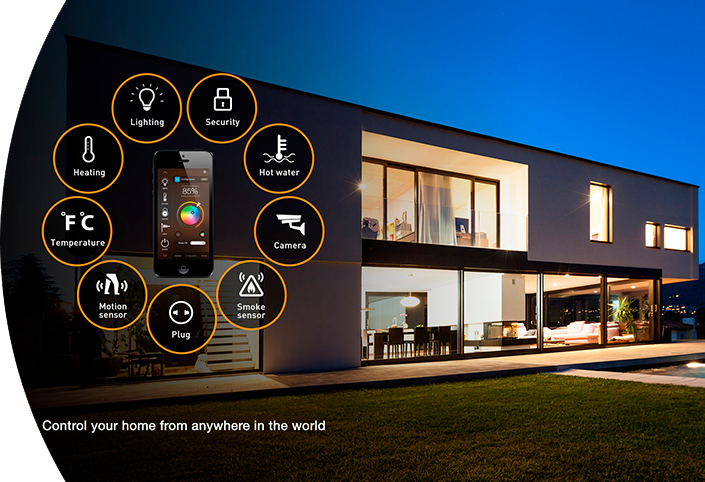 Lighting
Security
Heating
Hot water
°F °C
Temperature
Camera
Motion
sensor
Smoke
sensor
Plug
85%
Control your home from anywhere in the world